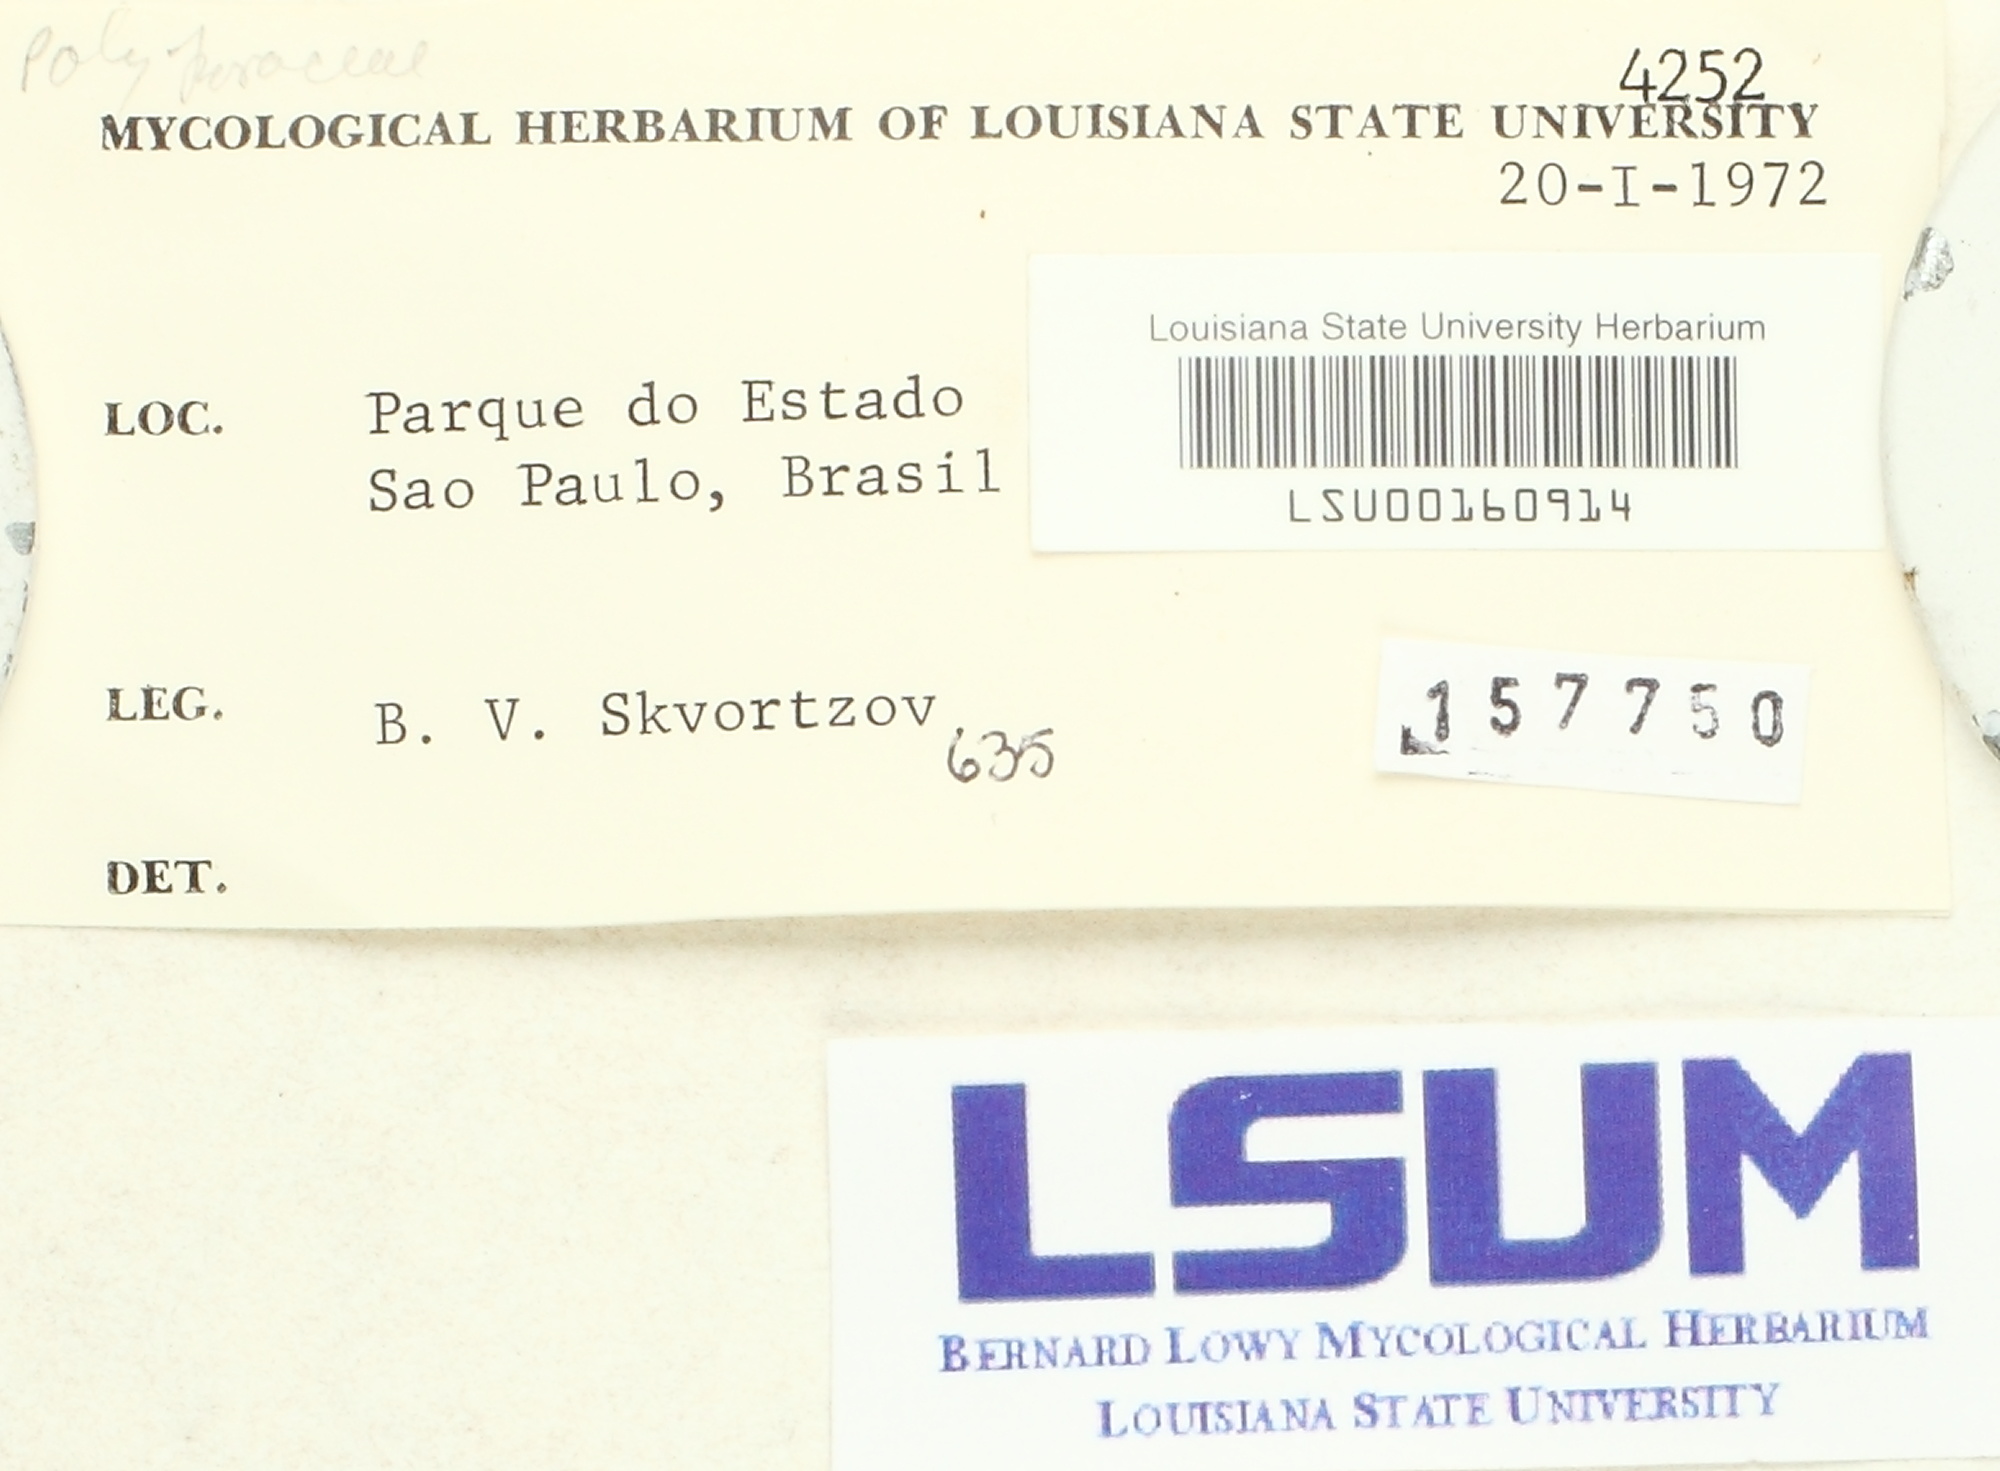 Polyporaceae
4252
MYCOLOGICAL HERBARIUM OF LOUISIANA STATE UNIVERSITY
20-I-1972
Louisiana State University Herbarium
LSU00160914
LOC. Parque do Estado
Sao Paulo, Brasil
LEG. B. V. Skvortzov
635
157750
DET.
LSUM
BERNARD LOWY MYCOLOGICAL HERBARIUM
LOUISIANA STATE UNIVERSITY